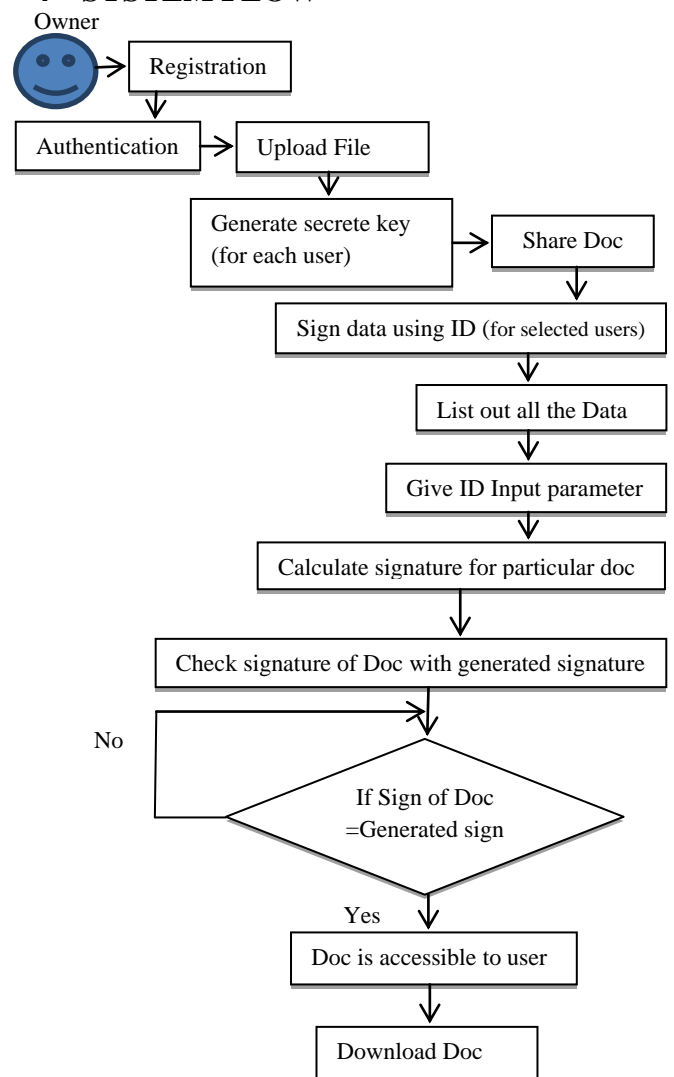 SYSTEM FLOW
Owner
Registration
Authentication
Upload File
Generate secrete key
(for each user)
Share Doc
Sign data using ID (for selected users)
List out all the Data
Give ID Input parameter
Calculate signature for particular doc
Check signature of Doc with generated signature
No
If Sign of Doc
=Generated sign
Yes
Doc is accessible to user
Download Doc